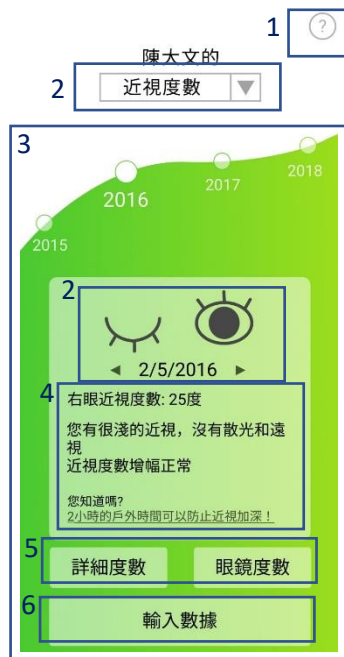 1
?
陳大文的
2
近視度數
3
2018
2017
2016
2015
2
2/5/2016
4
右眼近視度數: 25度
您有很淺的近視，沒有散光和遠
視
近視度數增幅正常
您知道嗎?
2小時的戶外時間可以防止近視加深！
5
詳細度數 眼鏡度數
6
輸入數據